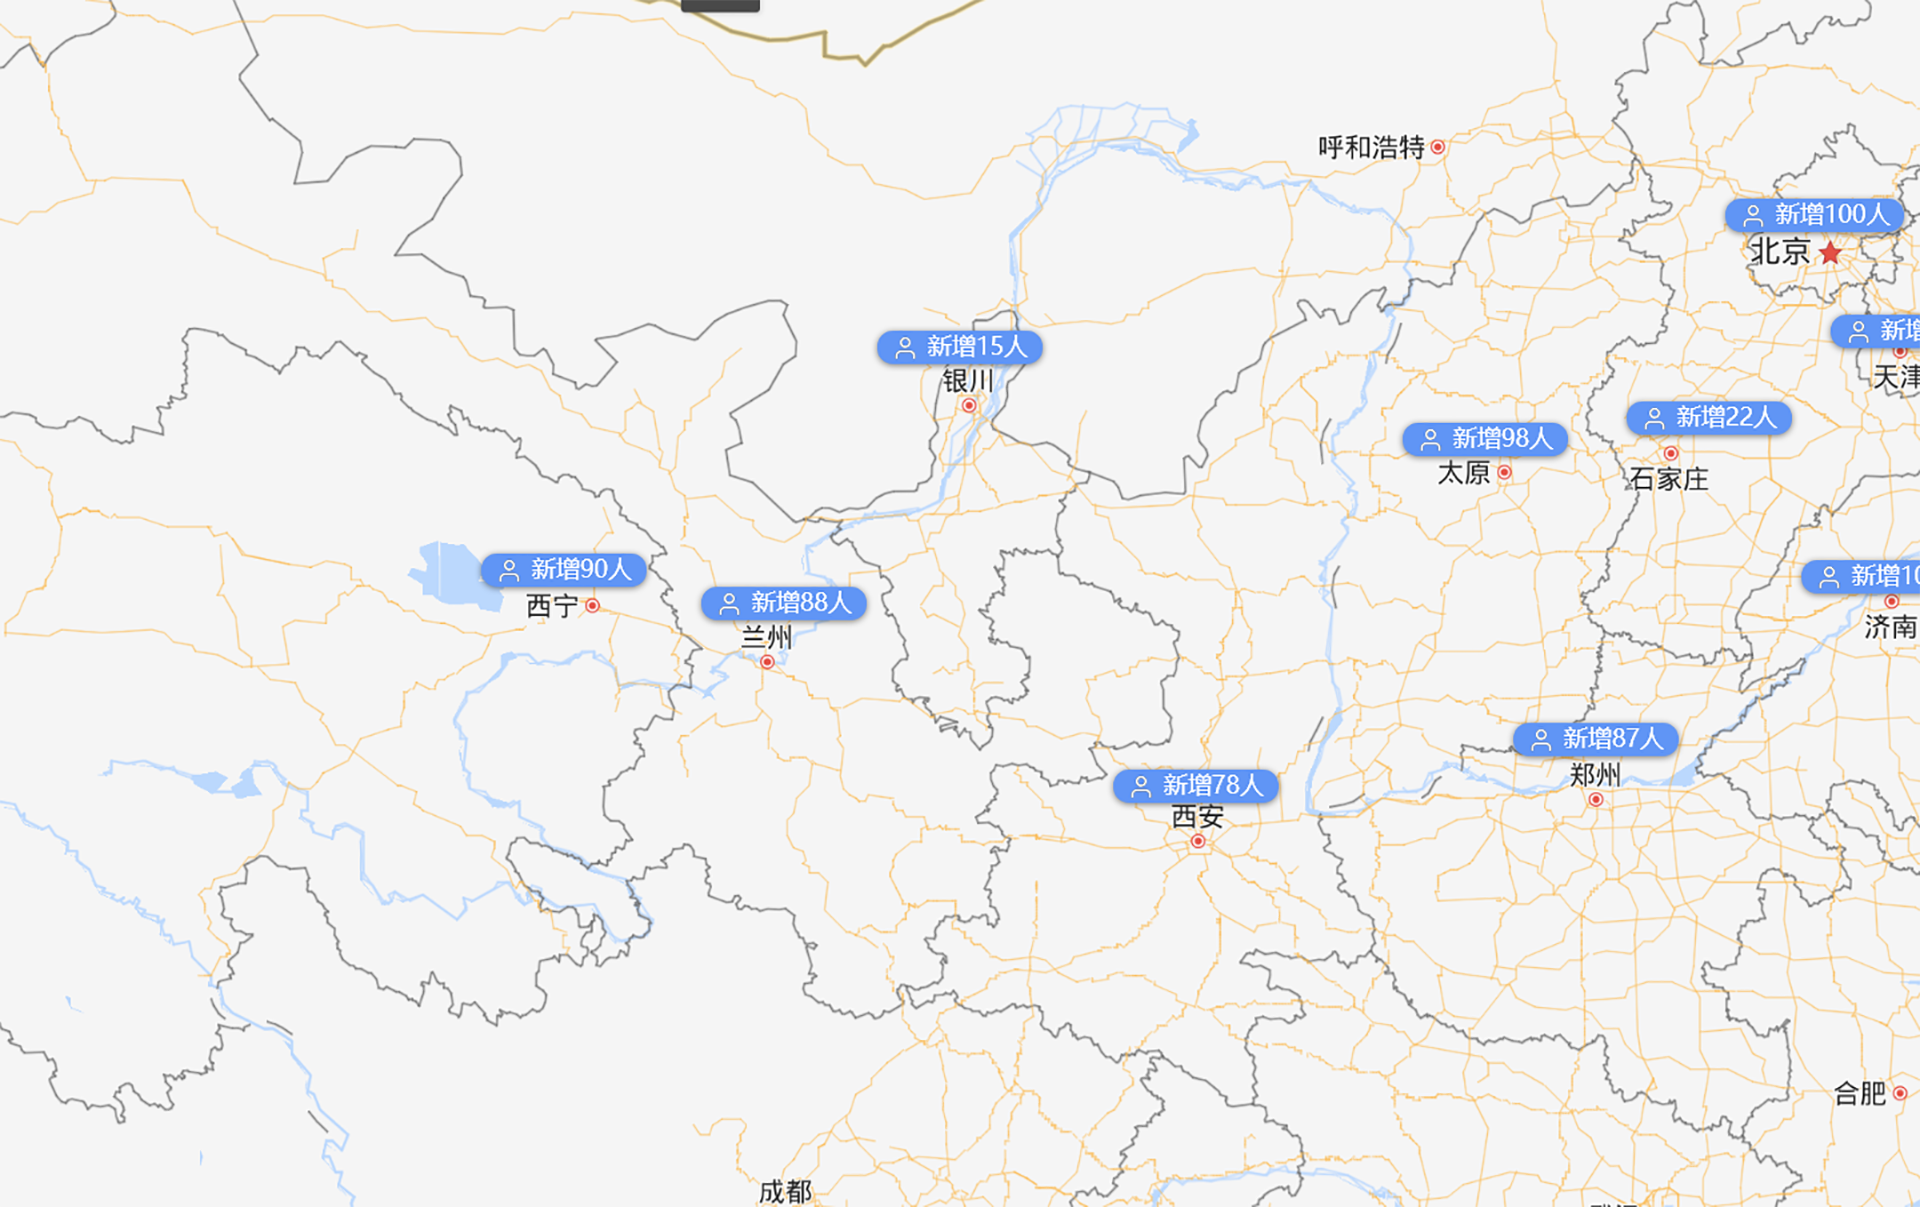 呼和浩特
新增100人
北京
新增
天津
新增15人
银川
新增22人
石家庄
新增98人
太原
新增90人
西宁
新增88人
兰州
新增10
济南
新增87人
郑州
新增78人
西安
合肥
成都